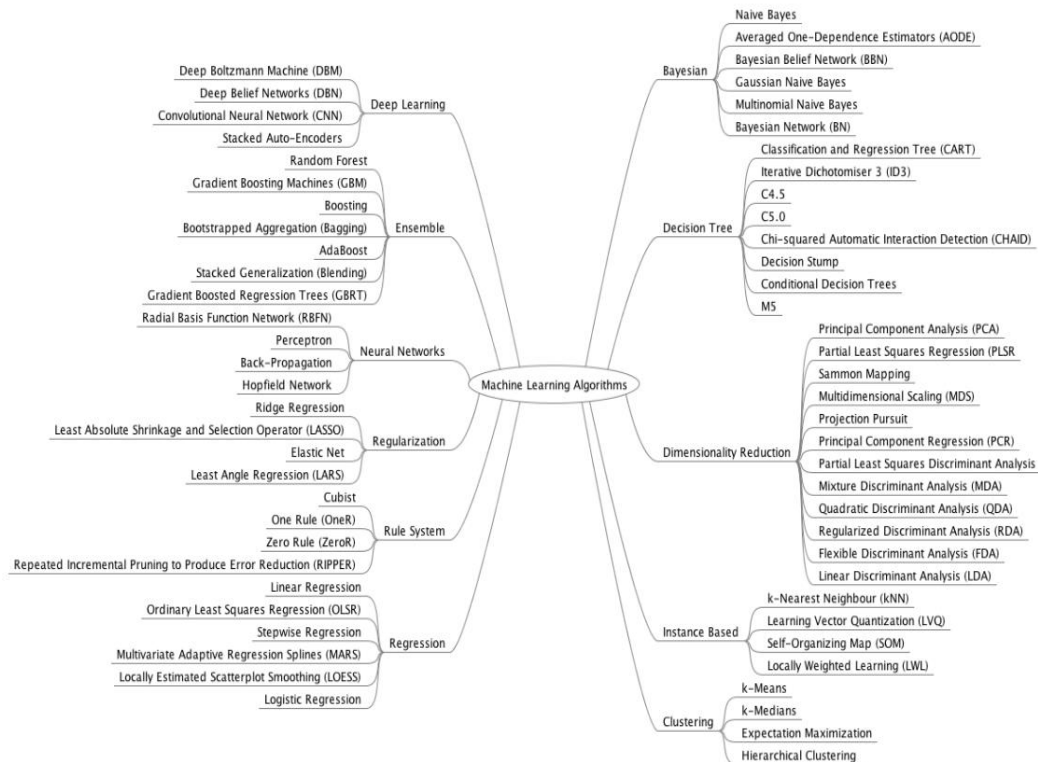 Machine Learning Algorithms
Deep Learning
Deep Boltzmann Machine (DBM)
Deep Belief Networks (DBN)
Convolutional Neural Network (CNN)
Stacked Auto-Encoders
Ensemble
Random Forest
Gradient Boosting Machines (GBM)
Boosting
Bootstrapped Aggregation (Bagging)
AdaBoost
Stacked Generalization (Blending)
Gradient Boosted Regression Trees (GBRT)
Neural Networks
Radial Basis Function Network (RBFN)
Perceptron
Back-Propagation
Hopfield Network
Regularization
Ridge Regression
Least Absolute Shrinkage and Selection Operator (LASSO)
Elastic Net
Least Angle Regression (LARS)
Rule System
Cubist
One Rule (OneR)
Zero Rule (ZeroR)
Repeated Incremental Pruning to Produce Error Reduction (RIPPER)
Regression
Linear Regression
Ordinary Least Squares Regression (OLSR)
Stepwise Regression
Multivariate Adaptive Regression Splines (MARS)
Locally Estimated Scatterplot Smoothing (LOESS)
Logistic Regression
Bayesian
Naive Bayes
Averaged One-Dependence Estimators (AODE)
Bayesian Belief Network (BBN)
Gaussian Naive Bayes
Multinomial Naive Bayes
Bayesian Network (BN)
Decision Tree
Classification and Regression Tree (CART)
Iterative Dichotomiser 3 (ID3)
C4.5
C5.0
Chi-squared Automatic Interaction Detection (CHAID)
Decision Stump
Conditional Decision Trees
M5
Dimensionality Reduction
Principal Component Analysis (PCA)
Partial Least Squares Regression (PLSR
Sammon Mapping
Multidimensional Scaling (MDS)
Projection Pursuit
Principal Component Regression (PCR)
Partial Least Squares Discriminant Analysis
Mixture Discriminant Analysis (MDA)
Quadratic Discriminant Analysis (QDA)
Regularized Discriminant Analysis (RDA)
Flexible Discriminant Analysis (FDA)
Linear Discriminant Analysis (LDA)
Instance Based
k-Nearest Neighbour (kNN)
Learning Vector Quantization (LVQ)
Self-Organizing Map (SOM)
Locally Weighted Learning (LWL)
Clustering
k-Means
k-Medians
Expectation Maximization
Hierarchical Clustering